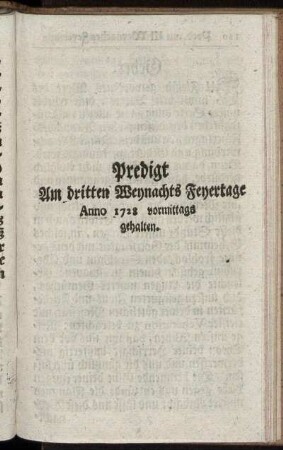 Predigt
Am dritten Weynachts Feyertage
Anno 1728 vormittags
gehalten.